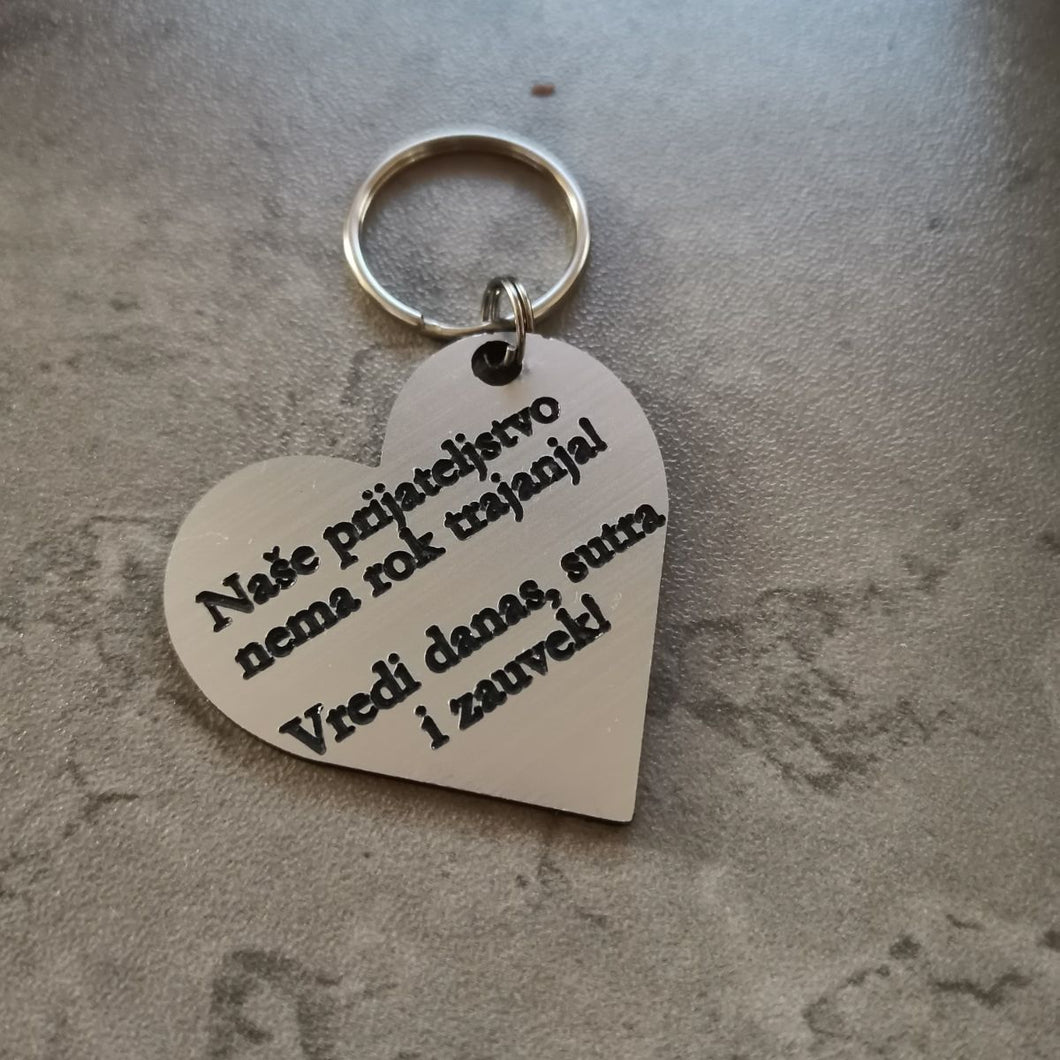 Naše prijateljstvo
nema rok trajanja!
Vredi danas, sutra
i zauvek!